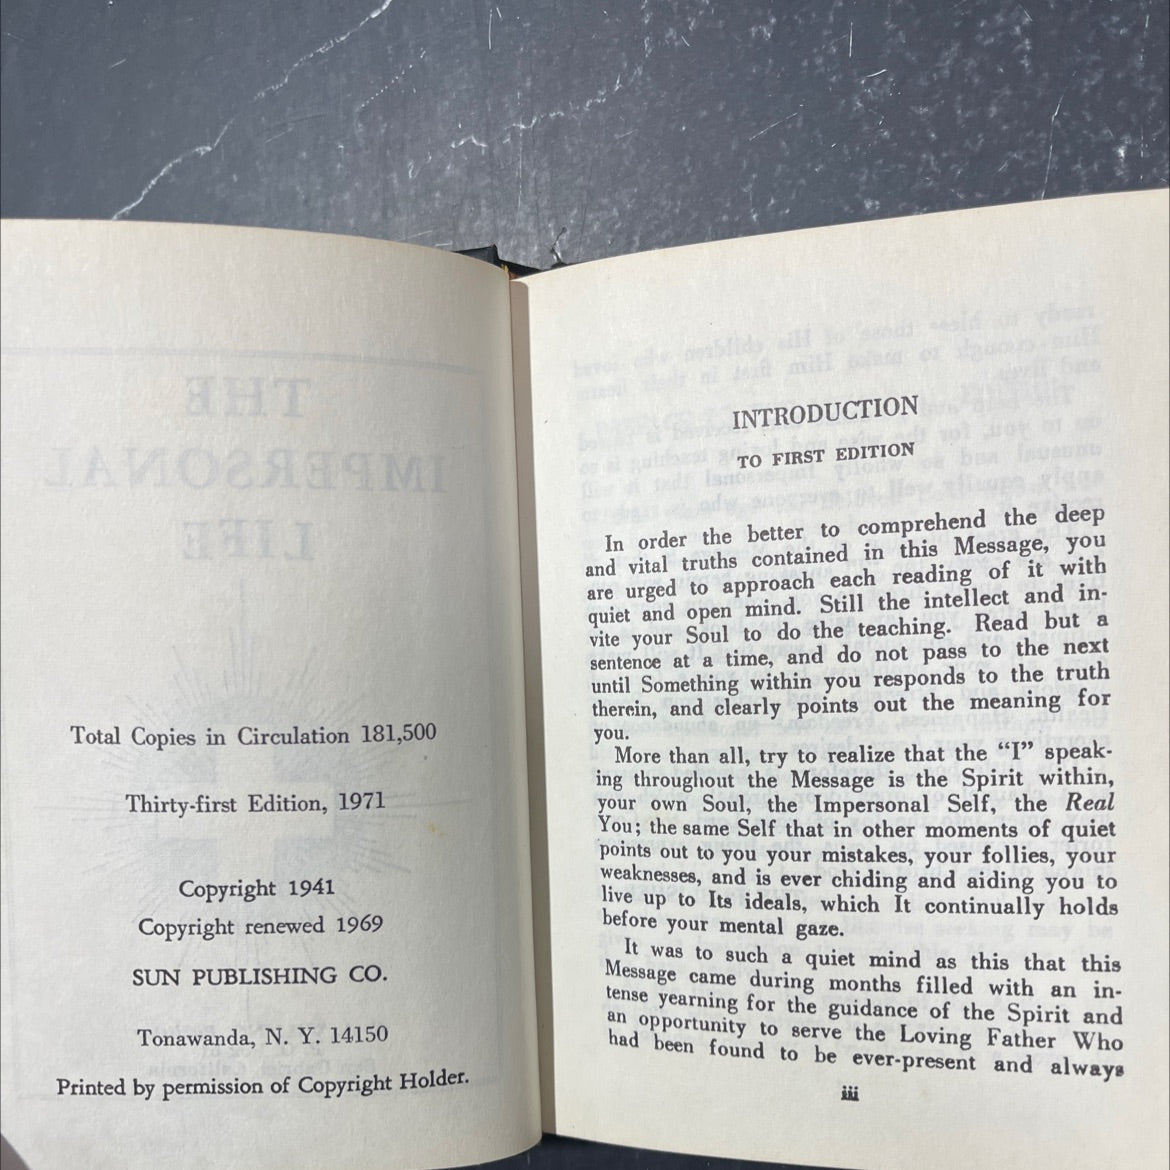 THE
IMPERSONAL
LIFE
Total Copies in Circulation 181,500
Thirty-first Edition, 1971
Copyright 1941
Copyright renewed 1969
SUN PUBLISHING CO.
Tonawanda, N. Y. 14150
Printed by permission of Copyright Holder.
INTRODUCTION
TO FIRST EDITION
In order the better to comprehend the deep
and vital truths contained in this Message, you
are urged to approach each reading of it with
quiet and open mind. Still the intellect and in-
vite your Soul to do the teaching. Read but a
sentence at a time, and do not pass to the next
until Something within you responds to the truth
therein, and clearly points out the meaning for
you.
More than all, try to realize that the “I” speak-
ing throughout the Message is the Spirit within,
your own Soul, the Impersonal Self, the Real
You; the same Self that in other moments of quiet
points out to you your mistakes, your follies, your
weaknesses, and is ever chiding and aiding you to
live up to Its ideals, which It continually holds
before your mental gaze.
It was to such a quiet mind as this that this
Message came during months filled with an in-
tense yearning for the guidance of the Spirit and
an opportunity to serve the Loving Father Who
had been found to be ever-present and always
iii